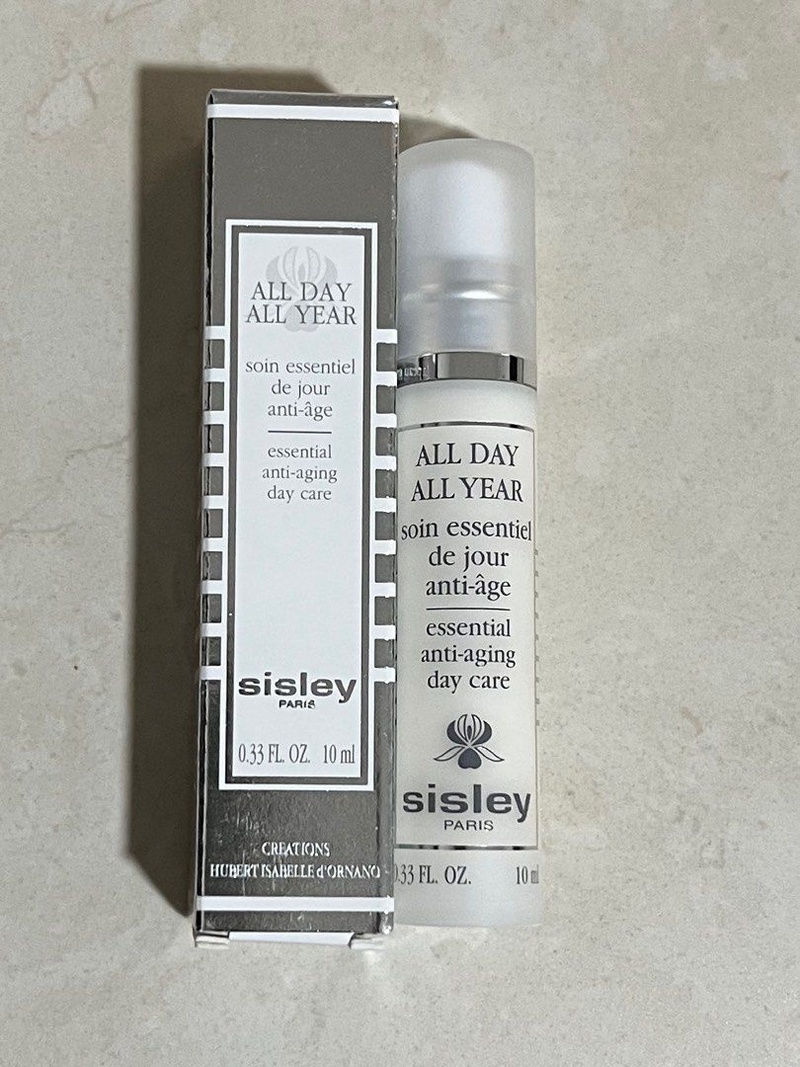 ALL DAY
ALL YEAR
soin essentiel
de jour
anti-âge
essential
anti-aging
day care
sisley
PARIS
0.33 FL. OZ. 10 ml
CREATIONS
HUBERT ISABELLE d'ORNANO
ALL DAY
ALL YEAR
soin essentiel
de jour
anti-âge
essential
anti-aging
day care
sisley
PARIS
0.33 FL. OZ. 10 ml